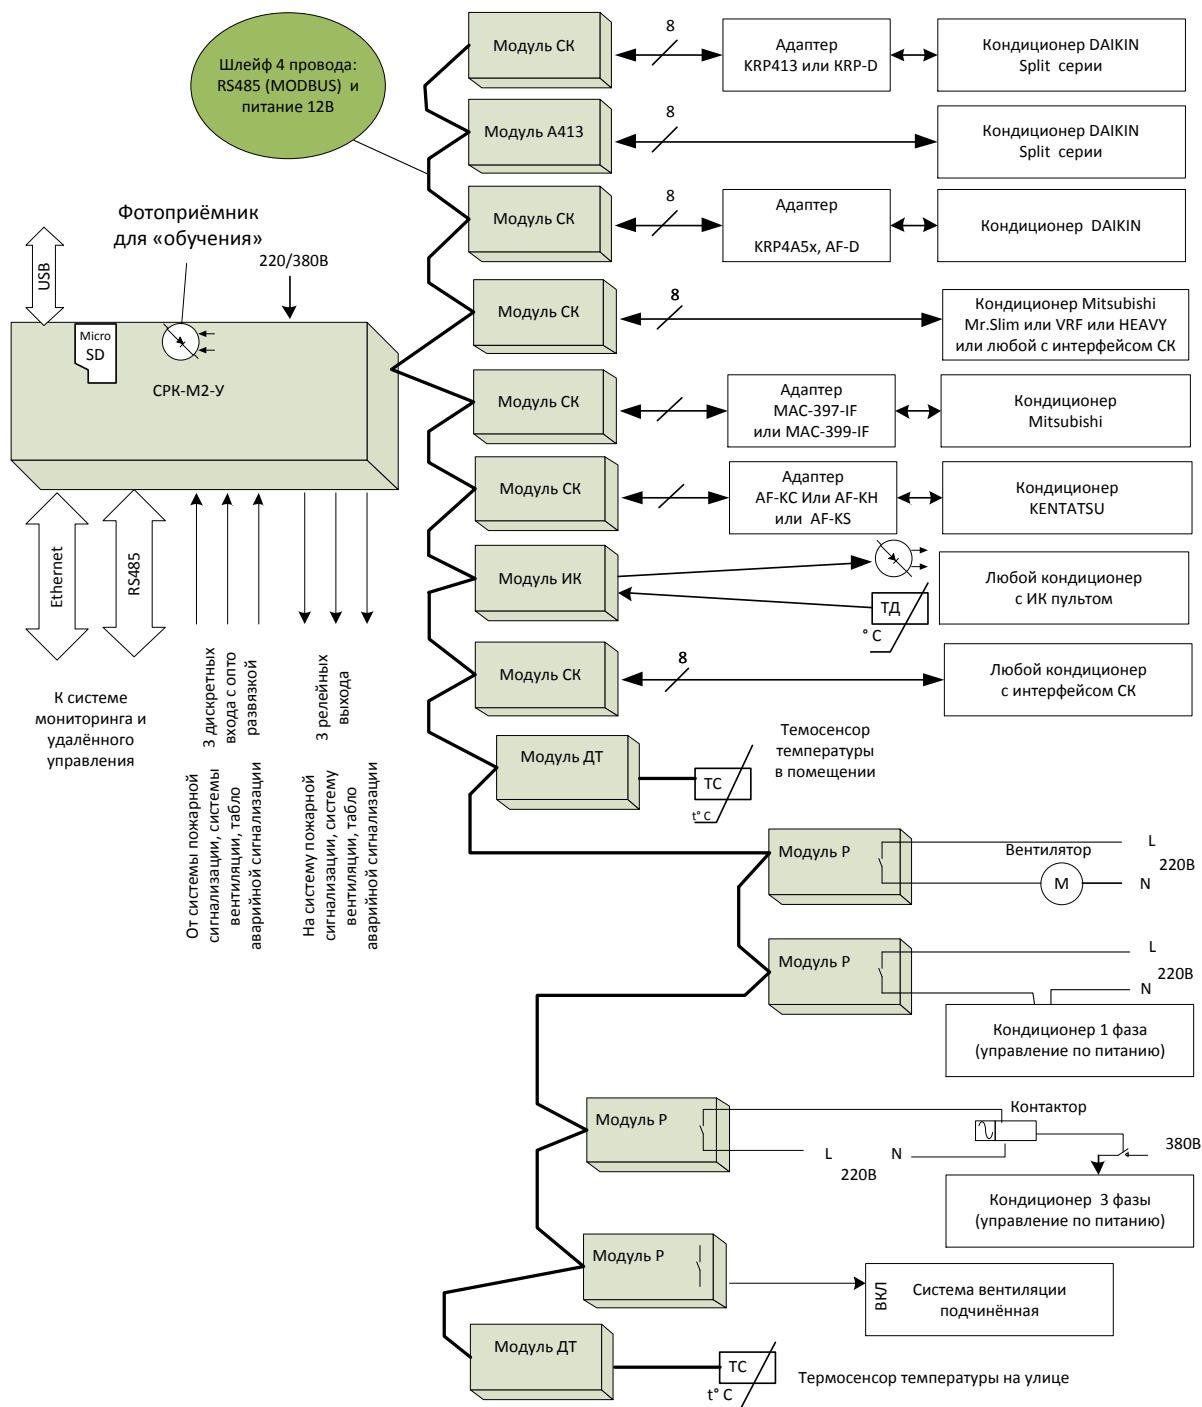 Шлейф 4 провода:
RS485 (MODBUS) и
питание 12В
Модуль СК
8
Адаптер
KRP413 или KRP-D
Кондиционер DAIKIN
Split серии
Модуль А413
8
Кондиционер DAIKIN
Split серии
Модуль СК
8
Адаптер
KRP4A5x, AF-D
Кондиционер DAIKIN
Фотоприёмник
для «обучения»
USB
220/380В
Micro
SD
СРК-М2-У
Модуль СК
8
Кондиционер Mitsubishi
Mr.Slim или VRF или HEAVY
или любой с интерфейсом СК
Модуль СК
Адаптер
MAC-397-IF
или MAC-399-IF
Кондиционер
Mitsubishi
Модуль СК
8
Адаптер
AF-KC Или AF-KH
или AF-KS
Кондиционер
KENTATSU
Ethernet
RS485
Модуль ИК
ТД
° С
Любой кондиционер
с ИК пультом
Модуль СК
8
Любой кондиционер
с интерфейсом СК
К системе
мониторинга и
удалённого
управления
3 дискретных
входа с опто
развязкой
3 релейных
выхода
От системы пожарной
сигнализации, системы
вентиляции, табло
аварийной сигнализации
На систему пожарной
сигнализации, систему
вентиляции, табло
аварийной сигнализации
Модуль ДТ
ТС
t° С
Темосенсор
температуры
в помещении
Модуль Р
Вентилятор
М
L
220В
N
Модуль Р
L
220В
N
Кондиционер 1 фаза
(управление по питанию)
Модуль Р
L
N
220В
Контактор
380В
Кондиционер 3 фазы
(управление по питанию)
Модуль Р
ВКЛ
Система вентиляции
подчинённая
Модуль ДТ
ТС
t° С
Термосенсор температуры на улице